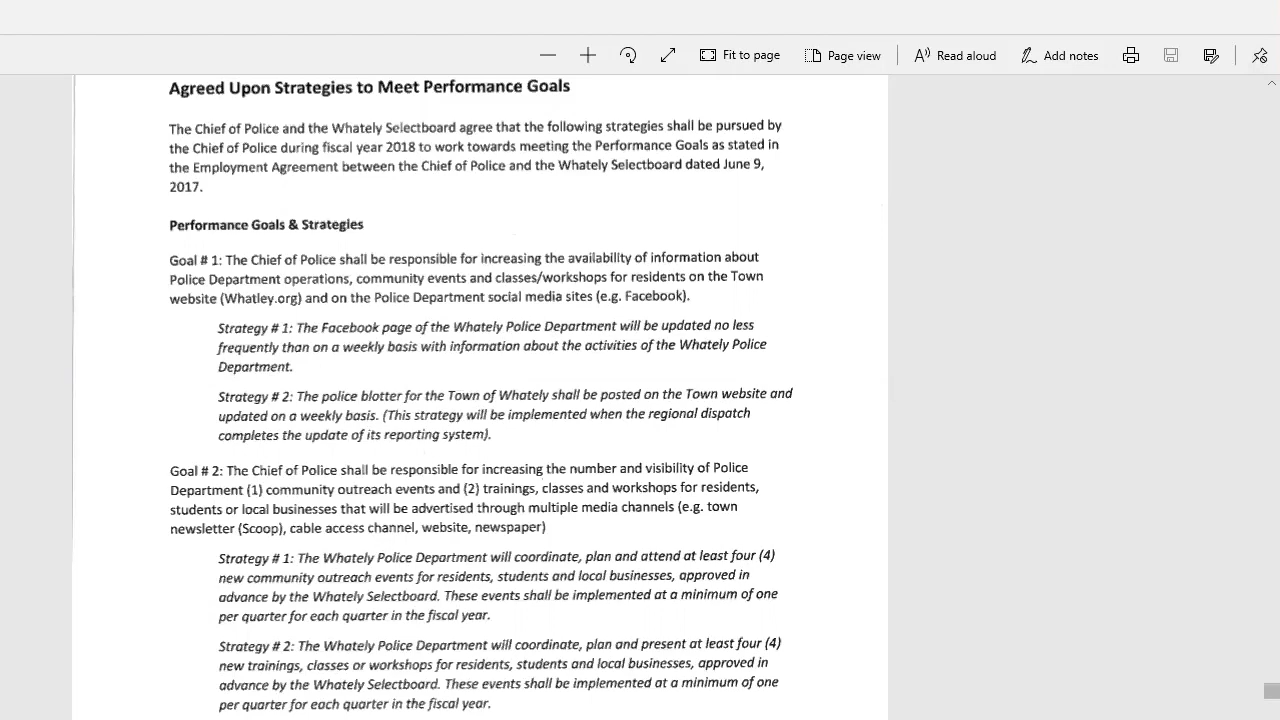 Fit to page
Page view
Read aloud
Add notes
Agreed Upon Strategies to Meet Performance Goals
The Chief of Police and the Whately Selectboard agree that the following strategies shall be pursued by
the Chief of Police during fiscal year 2018 to work towards meeting the Performance Goals as stated in
the Employment Agreement between the Chief of Police and the Whately Selectboard dated June 9,
2017.
Performance Goals & Strategies
Goal # 1: The Chief of Police shall be responsible for increasing the availability of information about
Police Department operations, community events and classes/workshops for residents on the Town
website (Whatley.org) and on the Police Department social media sites (e.g. Facebook).
Strategy # 1: The Facebook page of the Whately Police Department will be updated no less
frequently than on a weekly basis with information about the activities of the Whately Police
Department.
Strategy # 2: The police blotter for the Town of Whately shall be posted on the Town website and
updated on a weekly basis. (This strategy will be implemented when the regional dispatch
completes the update of its reporting system).
Goal # 2: The Chief of Police shall be responsible for increasing the number and visibility of Police
Department (1) community outreach events and (2) trainings, classes and workshops for residents,
students or local businesses that will be advertised through multiple media channels (e.g. town
newsletter (Scoop), cable access channel, website, newspaper)
Strategy # 1: The Whately Police Department will coordinate, plan and attend at least four (4)
new community outreach events for residents, students and local businesses, approved in
advance by the Whately Selectboard. These events shall be implemented at a minimum of one
per quarter for each quarter in the fiscal year.
Strategy # 2: The Whately Police Department will coordinate, plan and present at least four (4)
new trainings, classes or workshops for residents, students and local businesses, approved in
advance by the Whately Selectboard. These events shall be implemented at a minimum of one
per quarter for each quarter in the fiscal year.